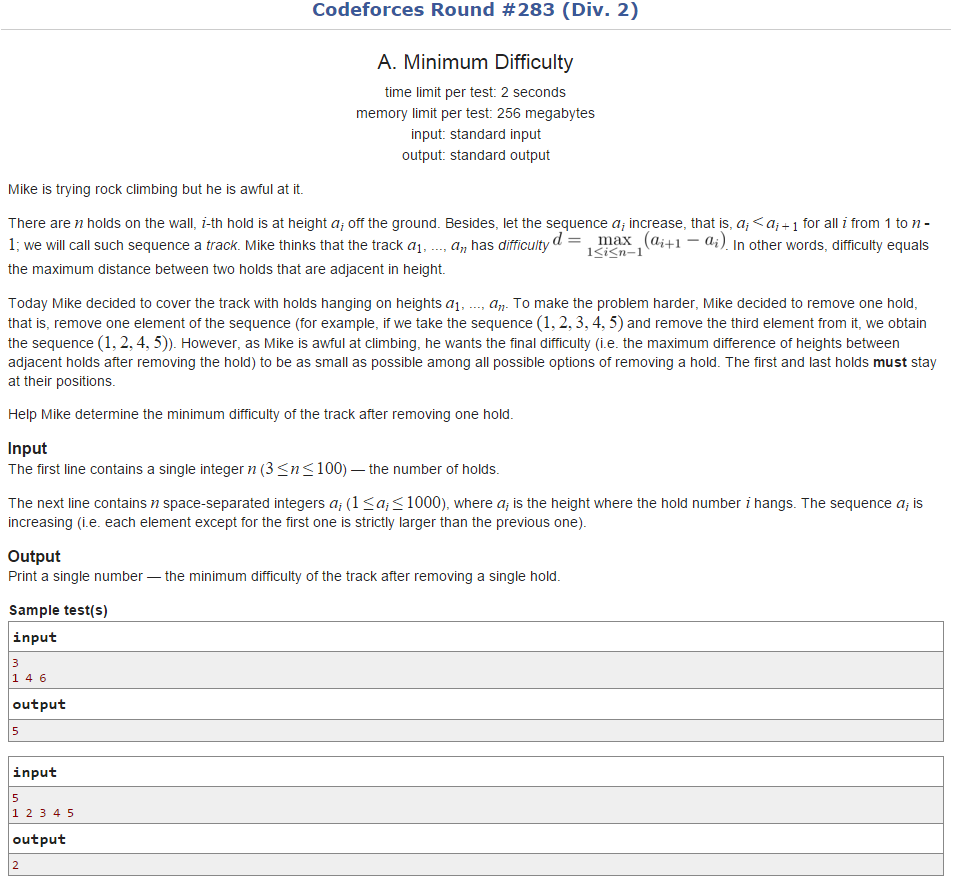 Codeforces Round #283 (Div. 2)
A. Minimum Difficulty
time limit per test: 2 seconds
memory limit per test: 256 megabytes
input: standard input
output: standard output
Mike is trying rock climbing but he is awful at it.
There are n holds on the wall, i-th hold is at height aᵢ off the ground. Besides, let the sequence aᵢ increase, that is, aᵢ < aᵢ₊₁ for all i from 1 to n -
1; we will call such sequence a track. Mike thinks that the track a₁, ..., aₙ has difficulty d = max 1≤i≤n−1 (aᵢ₊₁ − aᵢ). In other words, difficulty equals
the maximum distance between two holds that are adjacent in height.
Today Mike decided to cover the track with holds hanging on heights a₁, ..., aₙ. To make the problem harder, Mike decided to remove one hold,
that is, remove one element of the sequence (for example, if we take the sequence (1, 2, 3, 4, 5) and remove the third element from it, we obtain
the sequence (1, 2, 4, 5)). However, as Mike is awful at climbing, he wants the final difficulty (i.e. the maximum difference of heights between
adjacent holds after removing the hold) to be as small as possible among all possible options of removing a hold. The first and last holds must stay
at their positions.
Help Mike determine the minimum difficulty of the track after removing one hold.
Input
The first line contains a single integer n (3 ≤ n ≤ 100) — the number of holds.
The next line contains n space-separated integers aᵢ (1 ≤ aᵢ ≤ 1000), where aᵢ is the height where the hold number i hangs. The sequence aᵢ is
increasing (i.e. each element except for the first one is strictly larger than the previous one).
Output
Print a single number — the minimum difficulty of the track after removing a single hold.
Sample test(s)
input
3
1 4 6
output
5
input
5
1 2 3 4 5
output
2